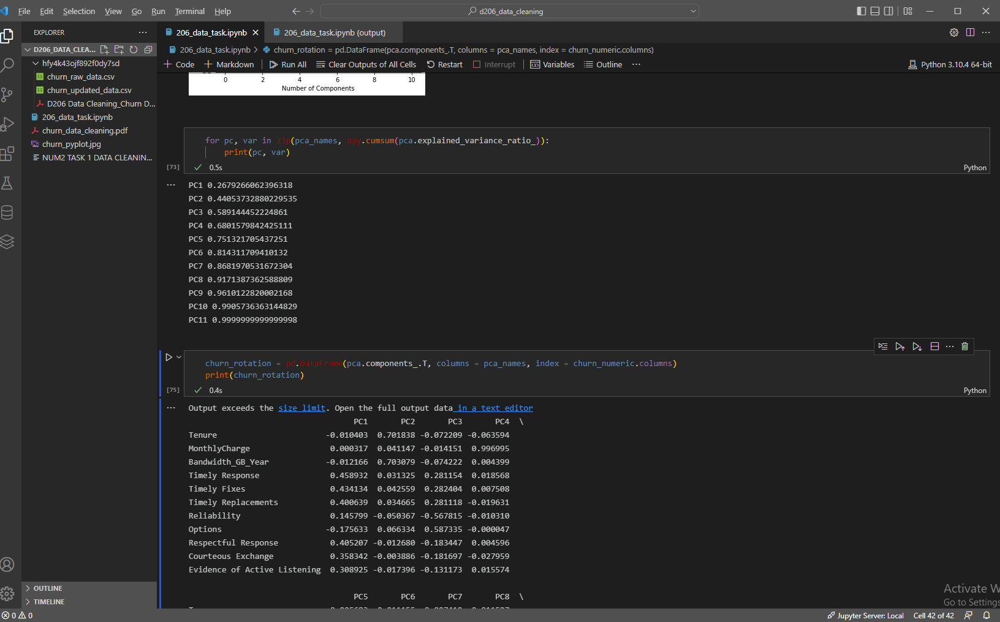 File Edit Selection View Go Run Terminal Help
d206_data_cleaning
EXPLORER
206_data_task.ipynb
206_data_task.ipynb (output)
D206_DATA_CLEA...
206_data_task.ipynb > churn_rotation = pd.DataFrame(pca.components_.T, columns = pca_names, index = churn_numeric.columns)
hfy4k43ojf892f0dy7sd
churn_raw_data.csv
churn_updated_data.csv
D206 Data Cleaning_Churn D...
206_data_task.ipynb
churn_data_cleaning.pdf
churn_pyplot.jpg
NUM2 TASK 1 DATA CLEANIN...
OUTLINE
TIMELINE
+ Code + Markdown Run All Clear Outputs of All Cells Restart Interrupt Variables Outline ...
Python 3.10.4 64-bit
0 2 4 6 8 10
Number of Components
for pc, var in zip(pca_names, npy.cumsum(pca.explained_variance_ratio_)):
print(pc, var)
[73] 0.5s
Python
PC1 0.2679266062396318
PC2 0.44053732880229535
PC3 0.589144452224861
PC4 0.6801579842425111
PC5 0.751321705437251
PC6 0.814311709410132
PC7 0.8681970531672304
PC8 0.9171387362588809
PC9 0.9610122820002168
PC10 0.9905736363144829
PC11 0.9999999999999998
churn_rotation = pd.DataFrame(pca.components_.T, columns = pca_names, index = churn_numeric.columns)
print(churn_rotation)
[75] 0.4s
Python
Output exceeds the size limit. Open the full output data in a text editor
PC1 PC2 PC3 PC4 \
Tenure -0.010403 0.701838 -0.072209 -0.063594
MonthlyCharge 0.000317 0.041147 -0.014151 0.996995
Bandwidth_GB_Year -0.012166 0.703079 -0.074222 0.004399
Timely Response 0.458932 0.031325 0.281154 0.018568
Timely Fixes 0.434134 0.042559 0.282404 0.007508
Timely Replacements 0.400639 0.034665 0.281118 -0.019631
Reliability 0.145799 -0.050367 -0.567815 -0.010310
Options -0.175633 0.066334 0.587335 -0.000047
Respectful Response 0.405207 -0.012680 -0.183447 0.004596
Courteous Exchange 0.358342 -0.003886 -0.181697 -0.027959
Evidence of Active Listening 0.308925 -0.017396 -0.131173 0.015574
PC5 PC6 PC7 PC8 \
Activate W
Go to Settings
0 0
Jupyter Server: Local Cell 42 of 42